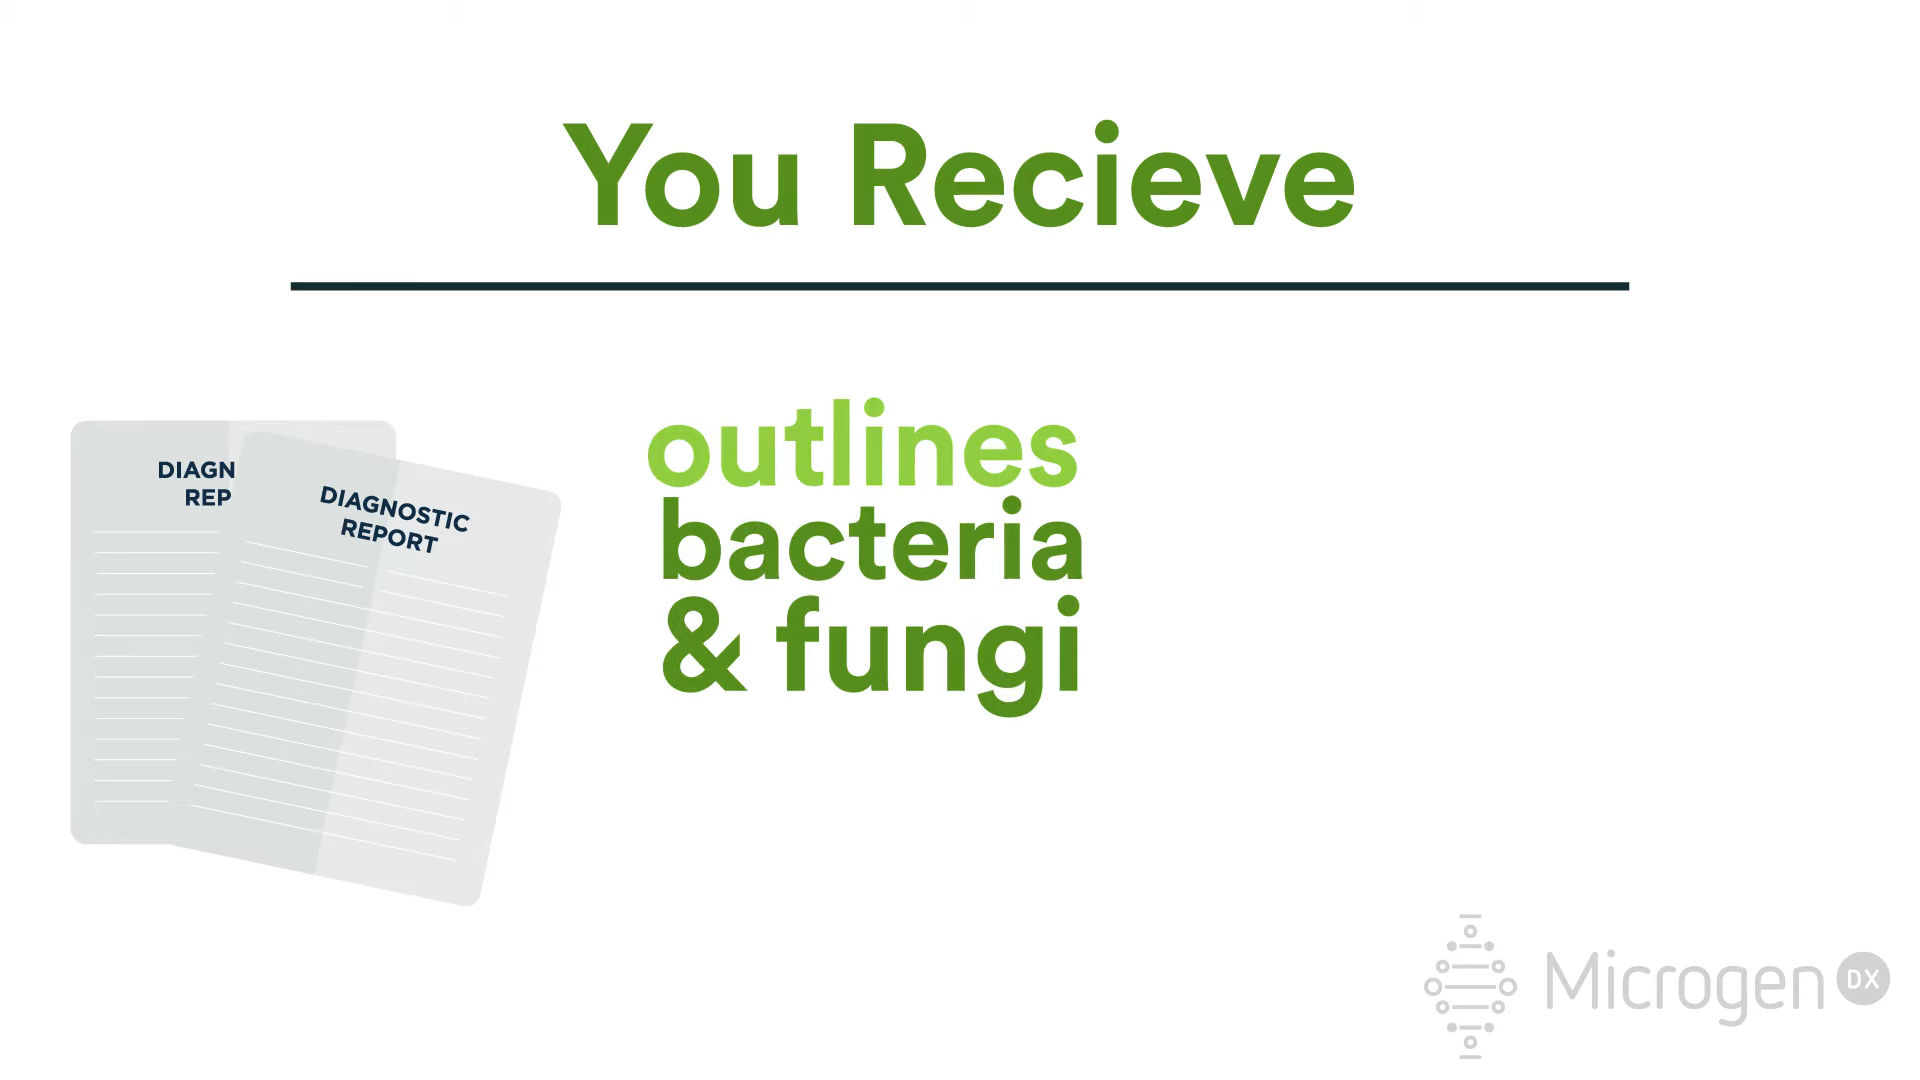 You Recieve
DIAGN
REP
DIAGNOSTIC
REPORT
outlines
bacteria
& fungi
Microgen DX